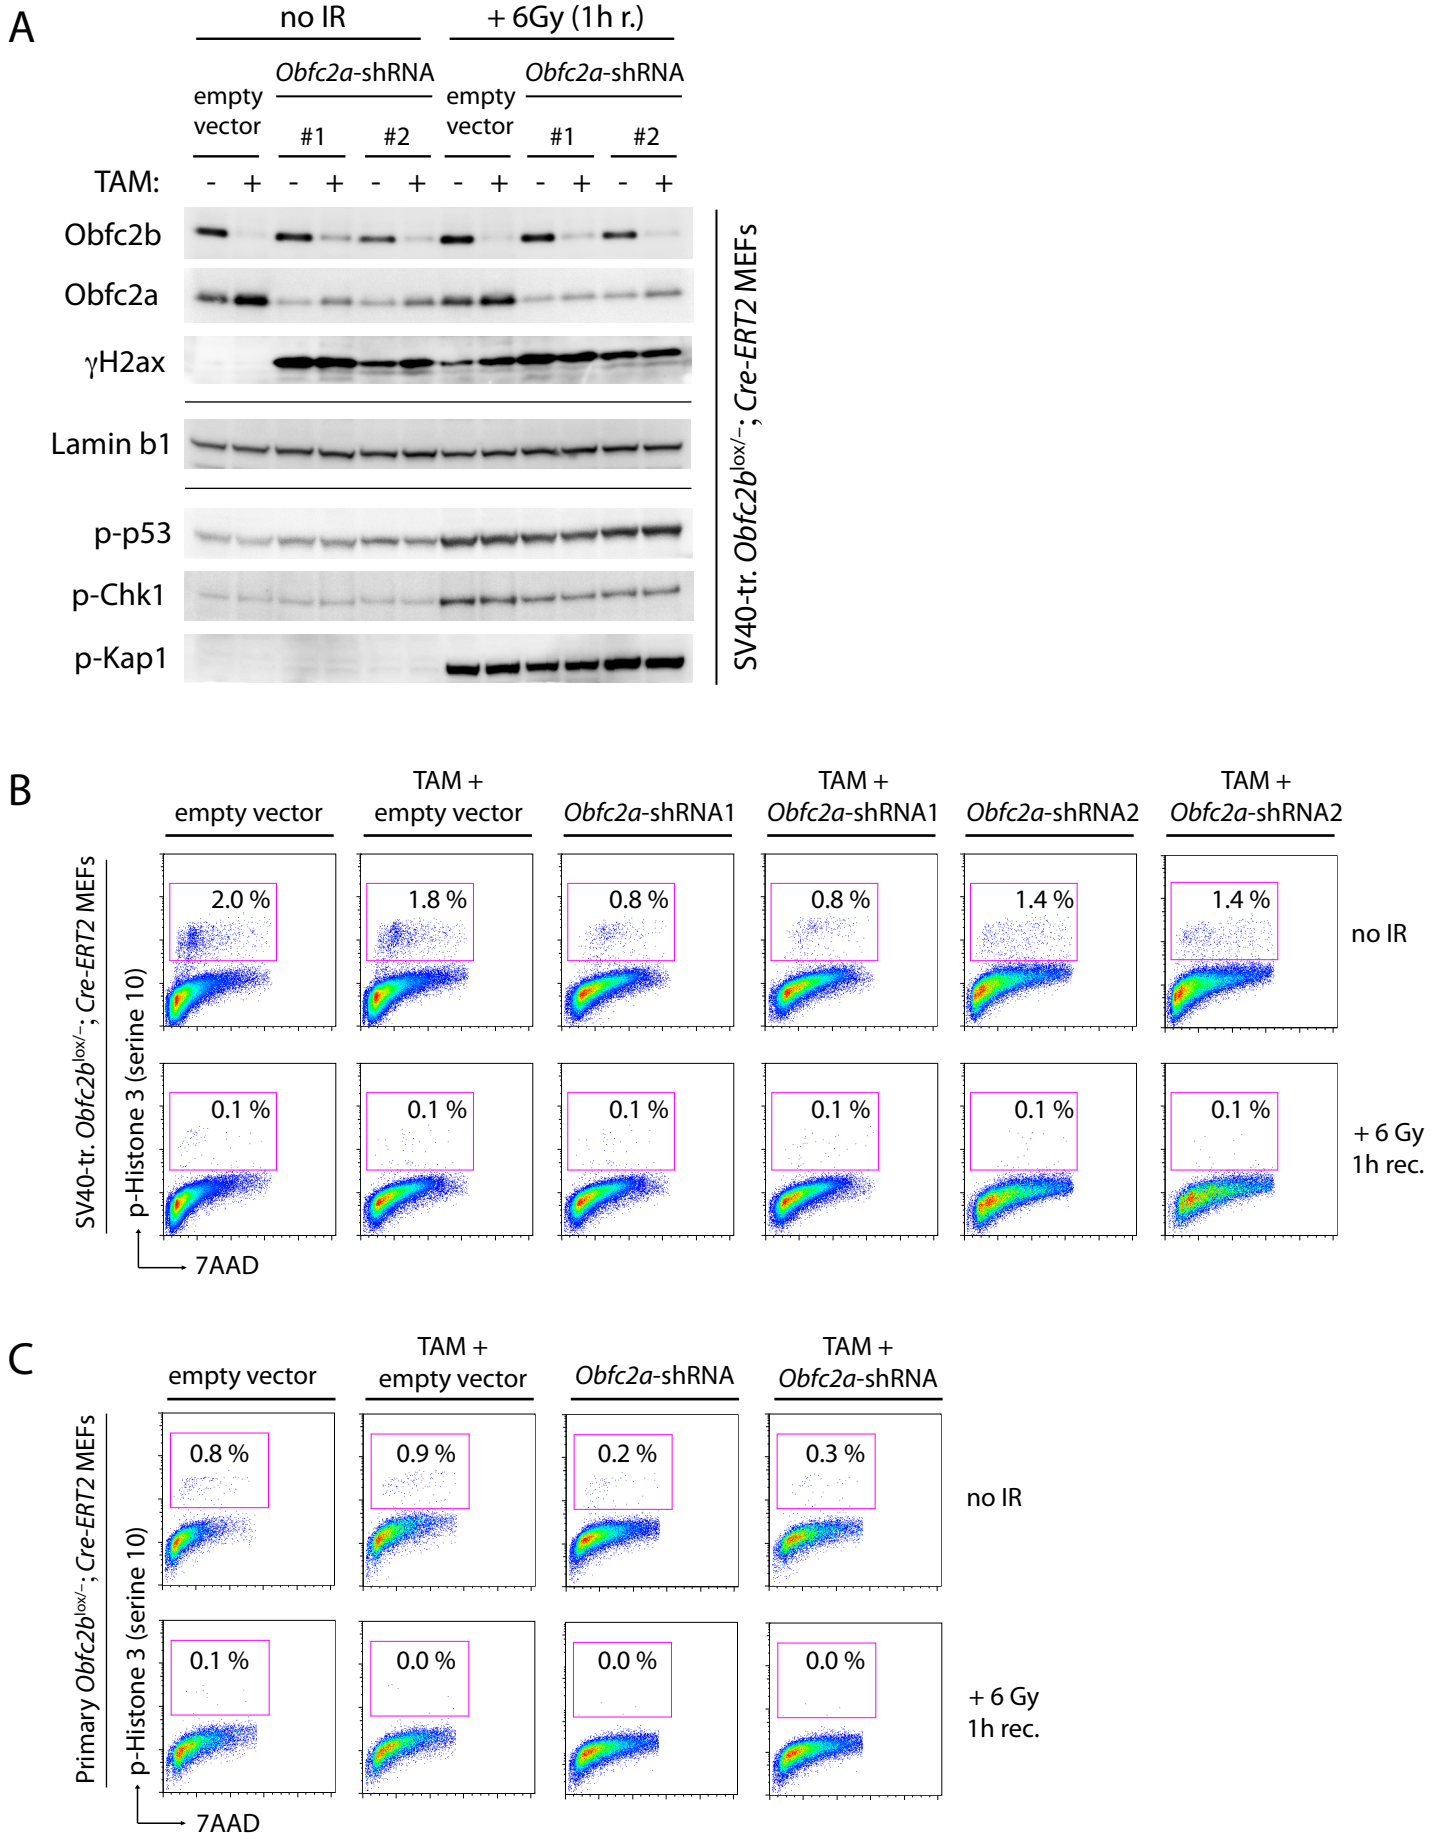 A
no IR
+ 6Gy (1h r.)
Obfc2a-shRNA
Obfc2a-shRNA
empty
vector
empty
vector
#1
#2
#1
#2
TAM:
- + - + - + - + - + - +
Obfc2b
Obfc2a
γH2ax
Lamin b1
p-p53
p-Chk1
p-Kap1
SV40-tr. Obfc2b lox/–; Cre-ERT2 MEFs
B
empty vector
TAM +
empty vector
Obfc2a-shRNA1
TAM +
Obfc2a-shRNA1
Obfc2a-shRNA2
TAM +
Obfc2a-shRNA2
SV40-tr. Obfc2b lox/–; Cre-ERT2 MEFs
p-Histone 3 (serine 10)
2.0 %
1.8 %
0.8 %
0.8 %
1.4 %
1.4 %
no IR
0.1 %
0.1 %
0.1 %
0.1 %
0.1 %
0.1 %
+ 6 Gy
1h rec.
7AAD
C
empty vector
TAM +
empty vector
Obfc2a-shRNA
TAM +
Obfc2a-shRNA
Primary Obfc2b lox/–; Cre-ERT2 MEFs
p-Histone 3 (serine 10)
0.8 %
0.9 %
0.2 %
0.3 %
no IR
0.1 %
0.0 %
0.0 %
0.0 %
+ 6 Gy
1h rec.
7AAD